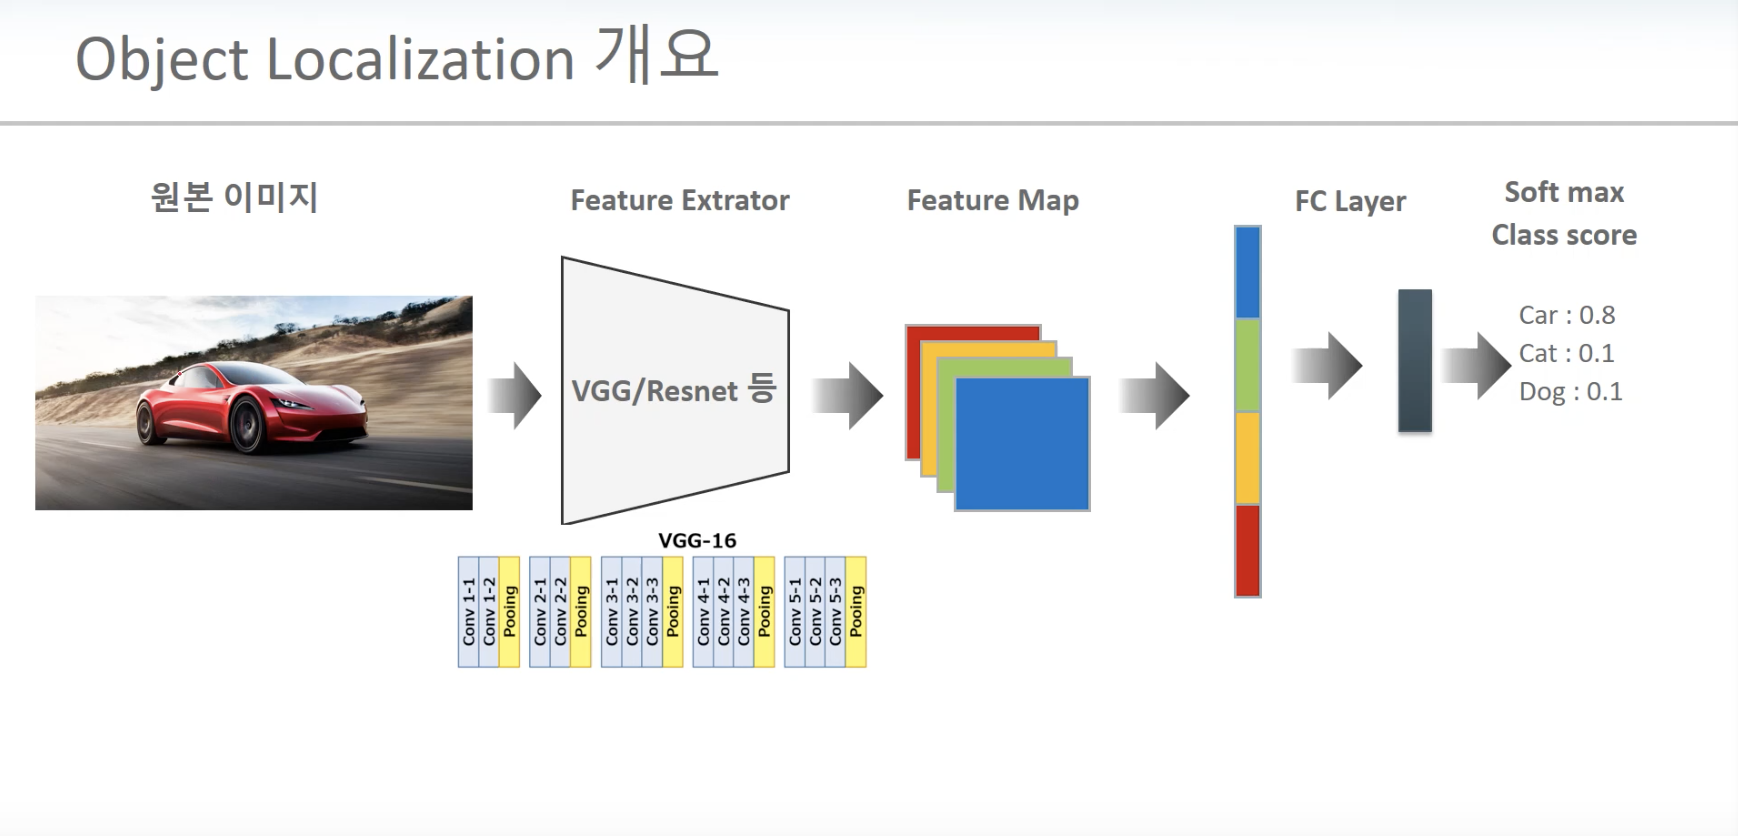 Object Localization 개요
원본 이미지
Feature Extrator
Feature Map
FC Layer
Soft max
Class score
VGG/Resnet 등
Car : 0.8
Cat : 0.1
Dog : 0.1
VGG-16
Conv 1-1
Conv 1-2
Pooing
Conv 2-1
Conv 2-2
Pooing
Conv 3-1
Conv 3-2
Conv 3-3
Pooing
Conv 4-1
Conv 4-2
Conv 4-3
Pooing
Conv 5-1
Conv 5-2
Conv 5-3
Pooing